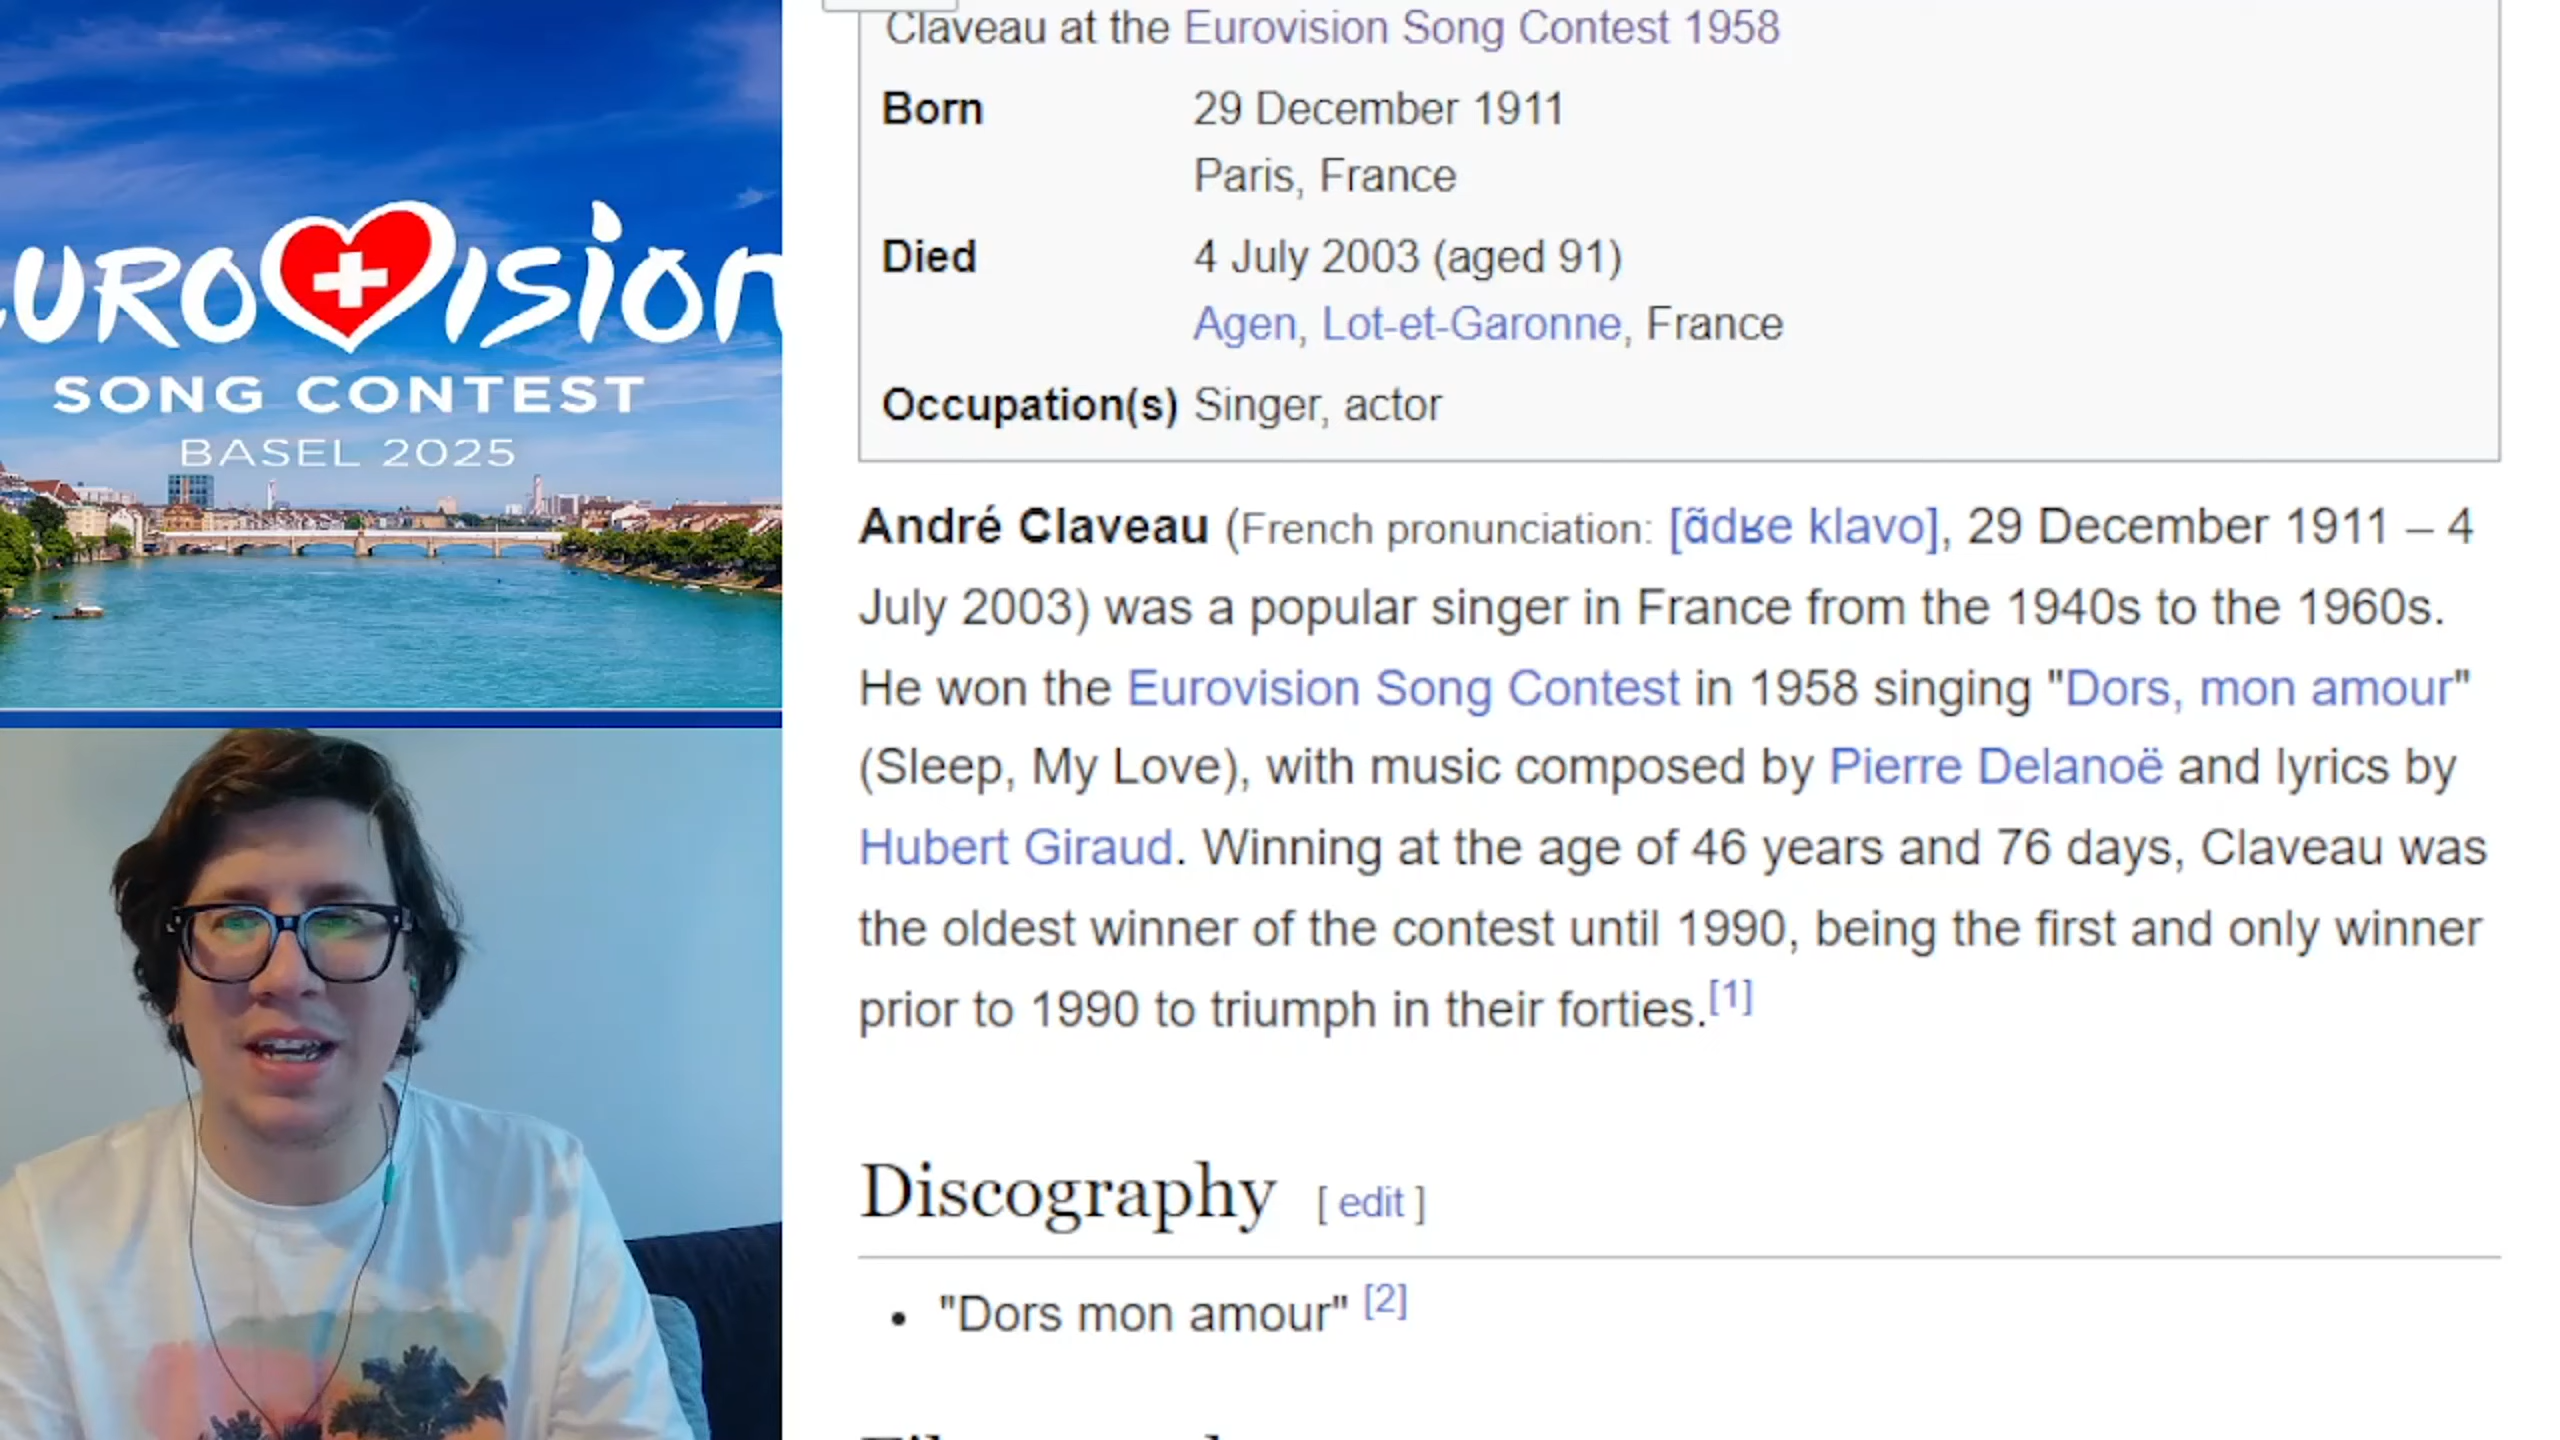 EUROVISION
SONG CONTEST
BASEL 2025
Claveau at the Eurovision Song Contest 1958
Born 29 December 1911
Paris, France
Died 4 July 2003 (aged 91)
Agen, Lot-et-Garonne, France
Occupation(s) Singer, actor
André Claveau (French pronunciation: [ɑ̃dʁe klavo], 29 December 1911 – 4
July 2003) was a popular singer in France from the 1940s to the 1960s.
He won the Eurovision Song Contest in 1958 singing "Dors, mon amour"
(Sleep, My Love), with music composed by Pierre Delanoë and lyrics by
Hubert Giraud. Winning at the age of 46 years and 76 days, Claveau was
the oldest winner of the contest until 1990, being the first and only winner
prior to 1990 to triumph in their forties.[1]
Discography [ edit ]
• "Dors mon amour" [2]